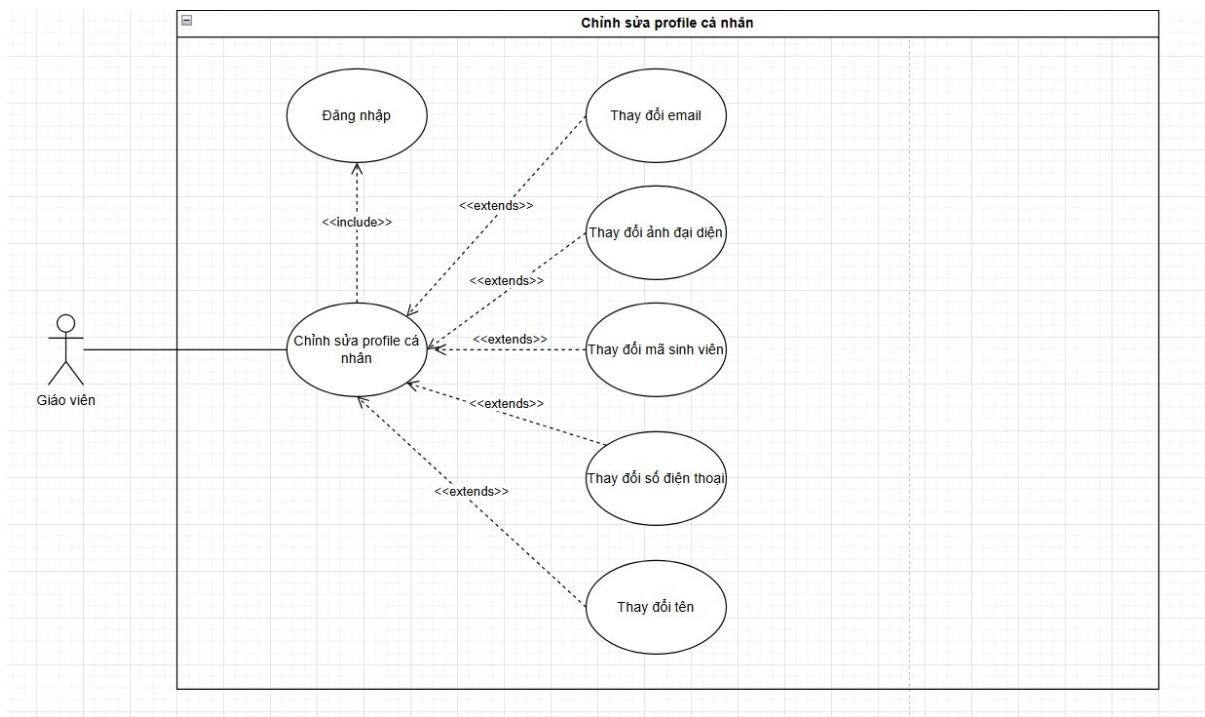 Chỉnh sửa profile cá nhân
Đăng nhập
Thay đổi email
<<extends>>
<<include>>
Thay đổi ảnh đại diện
<<extends>>
Chỉnh sửa profile cá
nhân
<<extends>>
Thay đổi mã sinh viên
Giáo viên
<<extends>>
Thay đổi số điện thoại
<<extends>>
Thay đổi tên